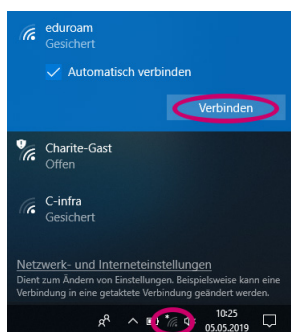 eduroam
Gesichert
Automatisch verbinden
Verbinden
Charite-Gast
Offen
C-infra
Gesichert
Netzwerk- und Interneteinstellungen
Dient zum Ändern von Einstellungen. Beispielsweise kann eine
Verbindung in eine getaktete Verbindung geändert werden.
10:25
05.05.2019